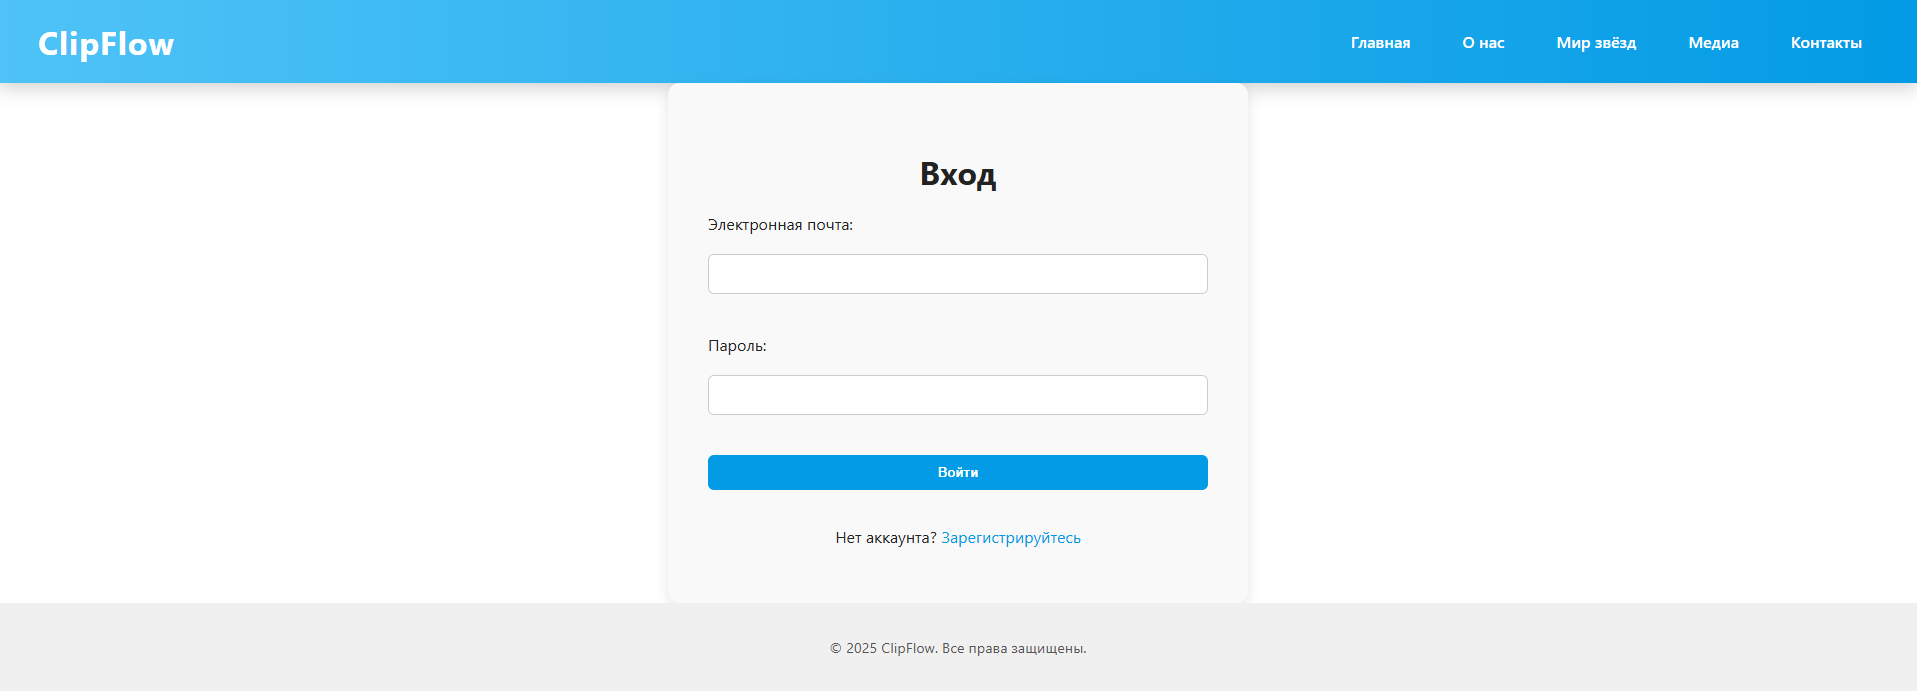 ClipFlow
Главная О нас Мир звёзд Медиа Контакты
Вход
Электронная почта:
Пароль:
Войти
Нет аккаунта? Зарегистрируйтесь
© 2025 ClipFlow. Все права защищены.